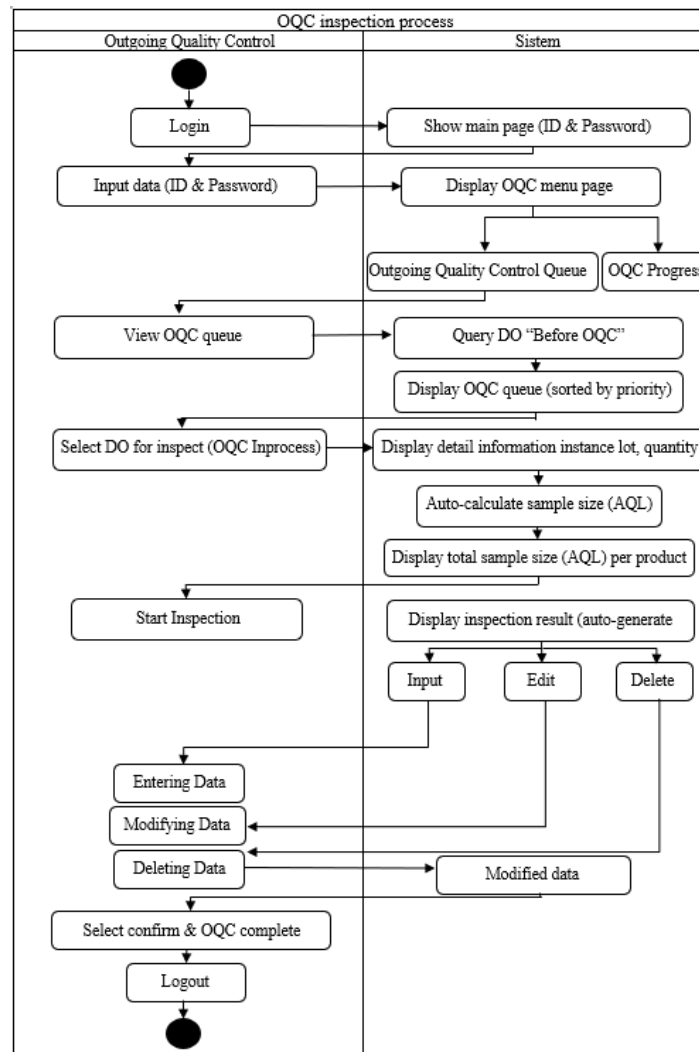 OQC inspection process
Outgoing Quality Control
Sistem
Login
Show main page (ID & Password)
Input data (ID & Password)
Display OQC menu page
Outgoing Quality Control Queue
OQC Progress
View OQC queue
Query DO “Before OQC”
Display OQC queue (sorted by priority)
Select DO for inspect (OQC Inprocess)
Display detail information instance lot, quantity
Auto-calculate sample size (AQL)
Display total sample size (AQL) per product
Start Inspection
Display inspection result (auto-generate
Input
Edit
Delete
Entering Data
Modifying Data
Deleting Data
Modified data
Select confirm & OQC complete
Logout